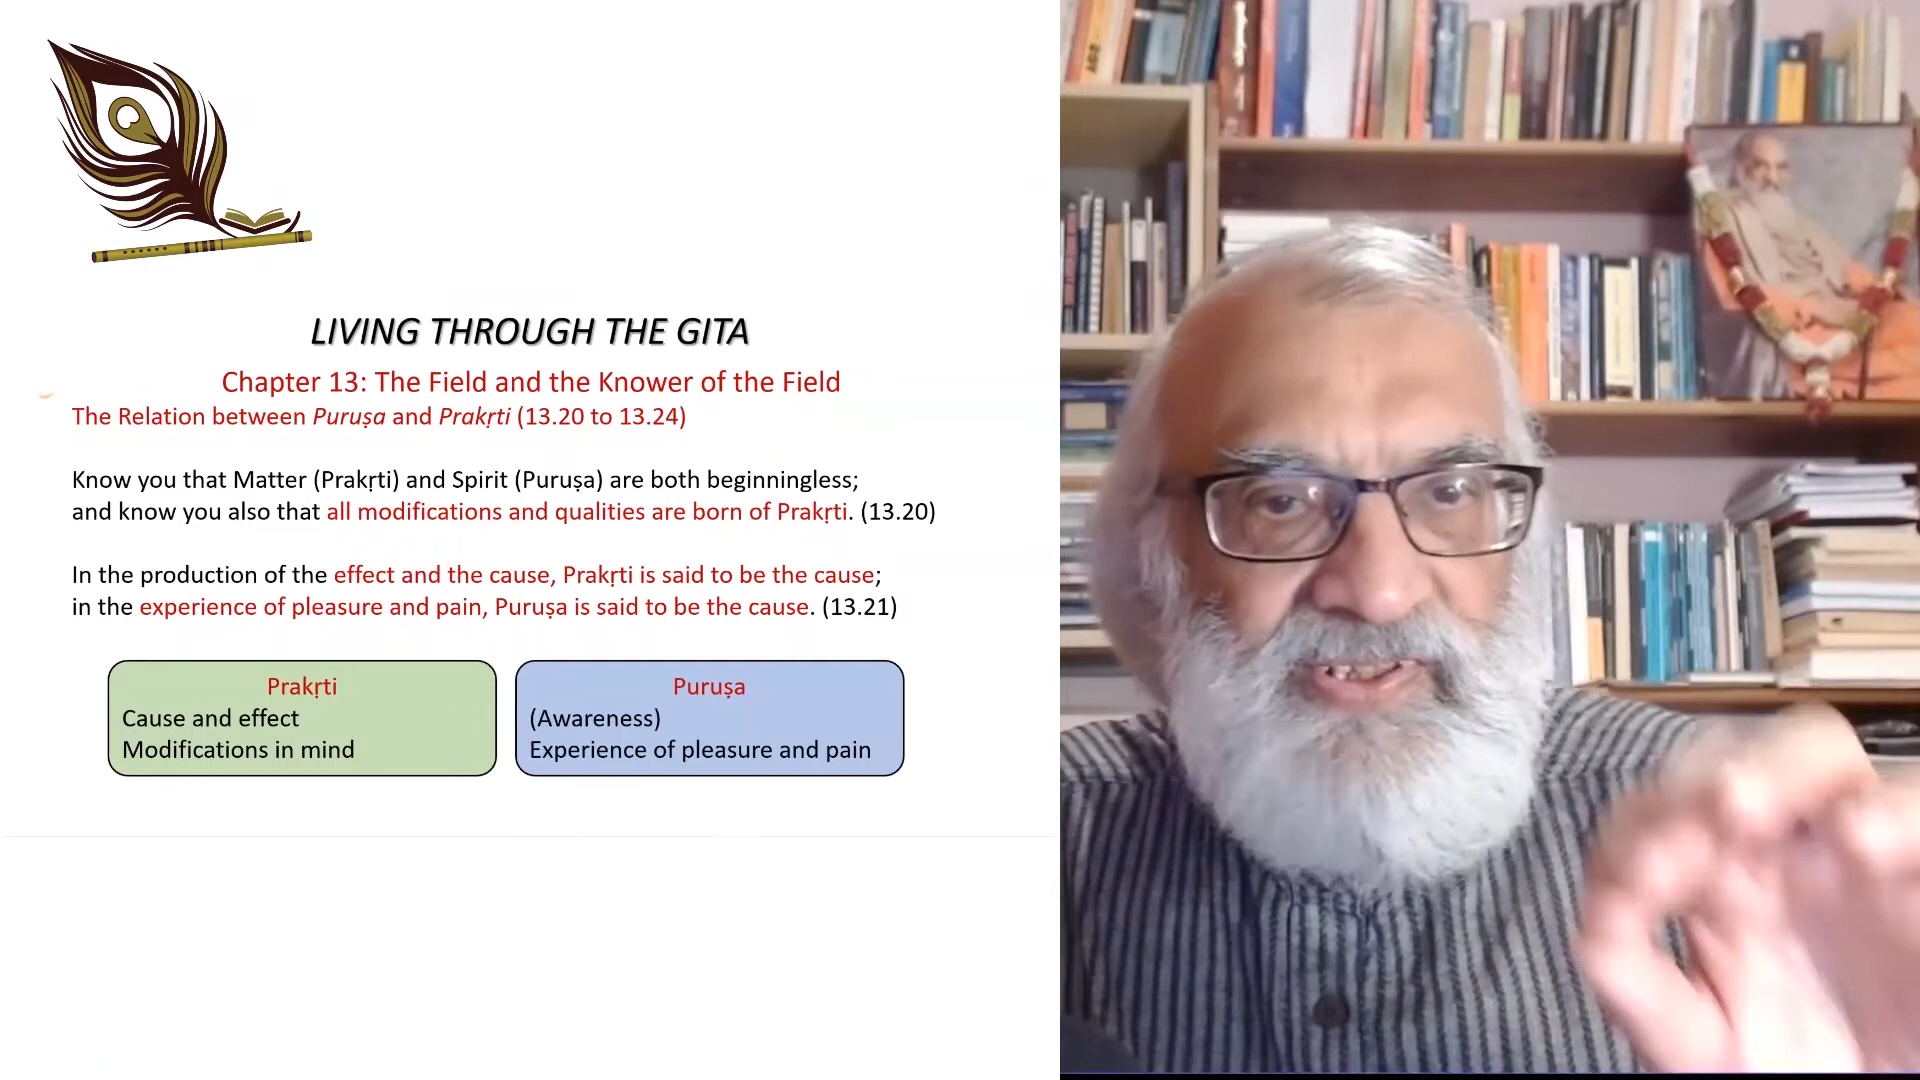 LIVING THROUGH THE GITA
Chapter 13: The Field and the Knower of the Field
The Relation between Puruṣa and Prakṛti (13.20 to 13.24)
Know you that Matter (Prakṛti) and Spirit (Puruṣa) are both beginningless;
and know you also that all modifications and qualities are born of Prakṛti. (13.20)
In the production of the effect and the cause, Prakṛti is said to be the cause;
in the experience of pleasure and pain, Puruṣa is said to be the cause. (13.21)
Prakṛti
Cause and effect
Modifications in mind
Puruṣa
(Awareness)
Experience of pleasure and pain